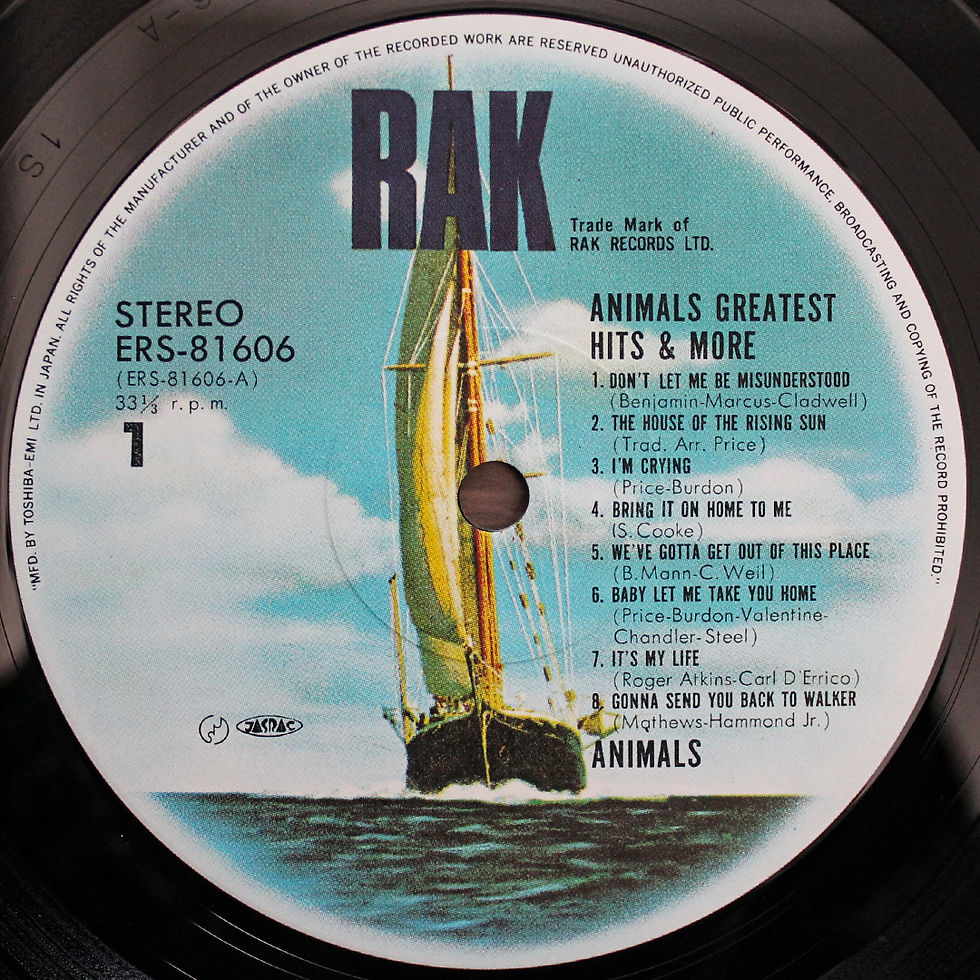 "MFD. BY TOSHIBA-EMI LTD. IN JAPAN. ALL RIGHTS OF THE MANUFACTURER AND OF THE OWNER OF THE RECORDED WORK ARE RESERVED UNAUTHORIZED PUBLIC PERFORMANCE, BROADCASTING AND COPYING OF THE RECORD PROHIBITED."
RAK
Trade Mark of
RAK RECORDS LTD.
STEREO
ERS-81606
(ERS-81606-A)
33⅓ r.p.m.
1
ANIMALS GREATEST
HITS & MORE
1. DON'T LET ME BE MISUNDERSTOOD
(Benjamin-Marcus-Cladwell)
2. THE HOUSE OF THE RISING SUN
(Trad. Arr. Price)
3. I'M CRYING
(Price-Burdon)
4. BRING IT ON HOME TO ME
(S. Cooke)
5. WE'VE GOTTA GET OUT OF THIS PLACE
(B.Mann-C. Weil)
6. BABY LET ME TAKE YOU HOME
(Price-Burdon-Valentine-
Chandler-Steel)
7. IT'S MY LIFE
(Roger Atkins-Carl D'Errico)
8. GONNA SEND YOU BACK TO WALKER
(Mathews-Hammond Jr.)
ANIMALS
JASRAC
1 S